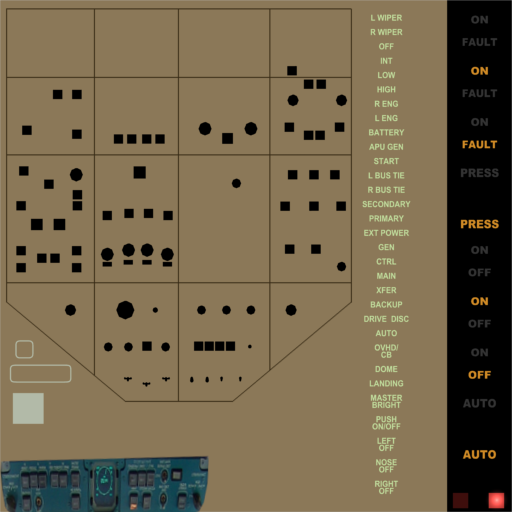 L WIPER
R WIPER
OFF
INT
LOW
HIGH
R ENG
L ENG
BATTERY
APU GEN
START
L BUS TIE
R BUS TIE
SECONDARY
PRIMARY
EXT POWER
GEN
CTRL
MAIN
XFER
BACKUP
DRIVE DISC
AUTO
OVHD/
CB
DOME
LANDING
MASTER
BRIGHT
PUSH
ON/OFF
LEFT
OFF
NOSE
OFF
RIGHT
OFF
ON
FAULT
ON
FAULT
ON
FAULT
PRESS
PRESS
ON
OFF
ON
OFF
ON
OFF
AUTO
AUTO